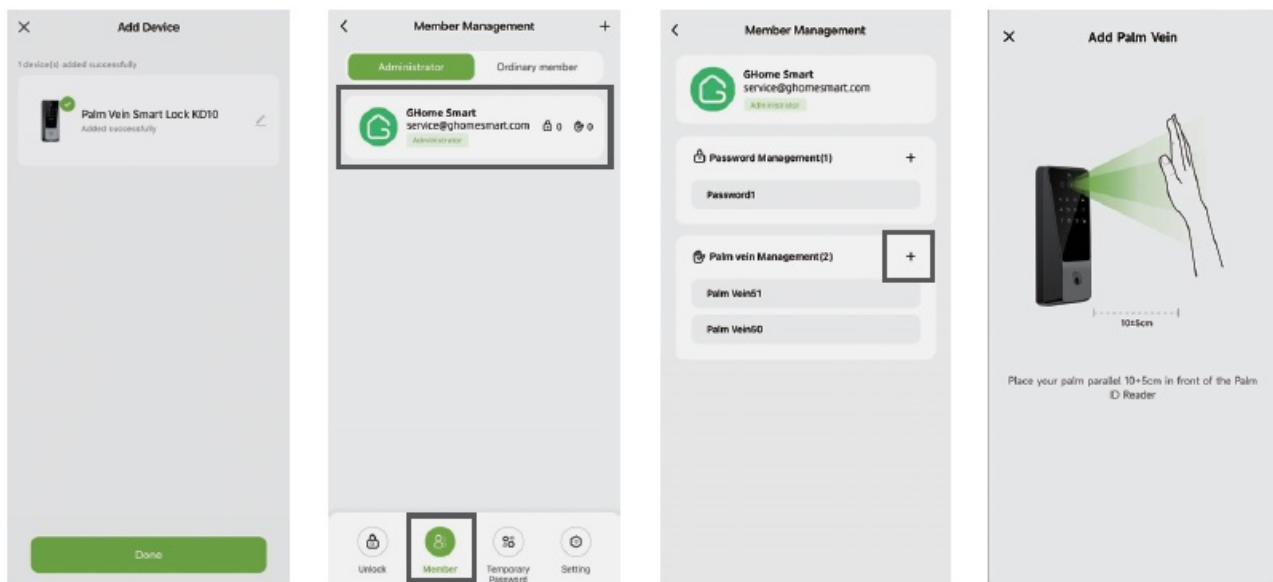 Add Device
1 device(s) added successfully
Palm Vein Smart Lock KD10
Added successfully
Done
Member Management
Administrator
Ordinary member
GHome Smart
service@ghomesmart.com 0 0
Administrator
Unlock
Member
Temporary
Password
Setting
Member Management
GHome Smart
service@ghomesmart.com
Administrator
Password Management(1)
Password1
Palm vein Management(2)
Palm Vein51
Palm Vein50
Add Palm Vein
10±5cm
Place your palm parallel 10+5cm in front of the Palm
ID Reader